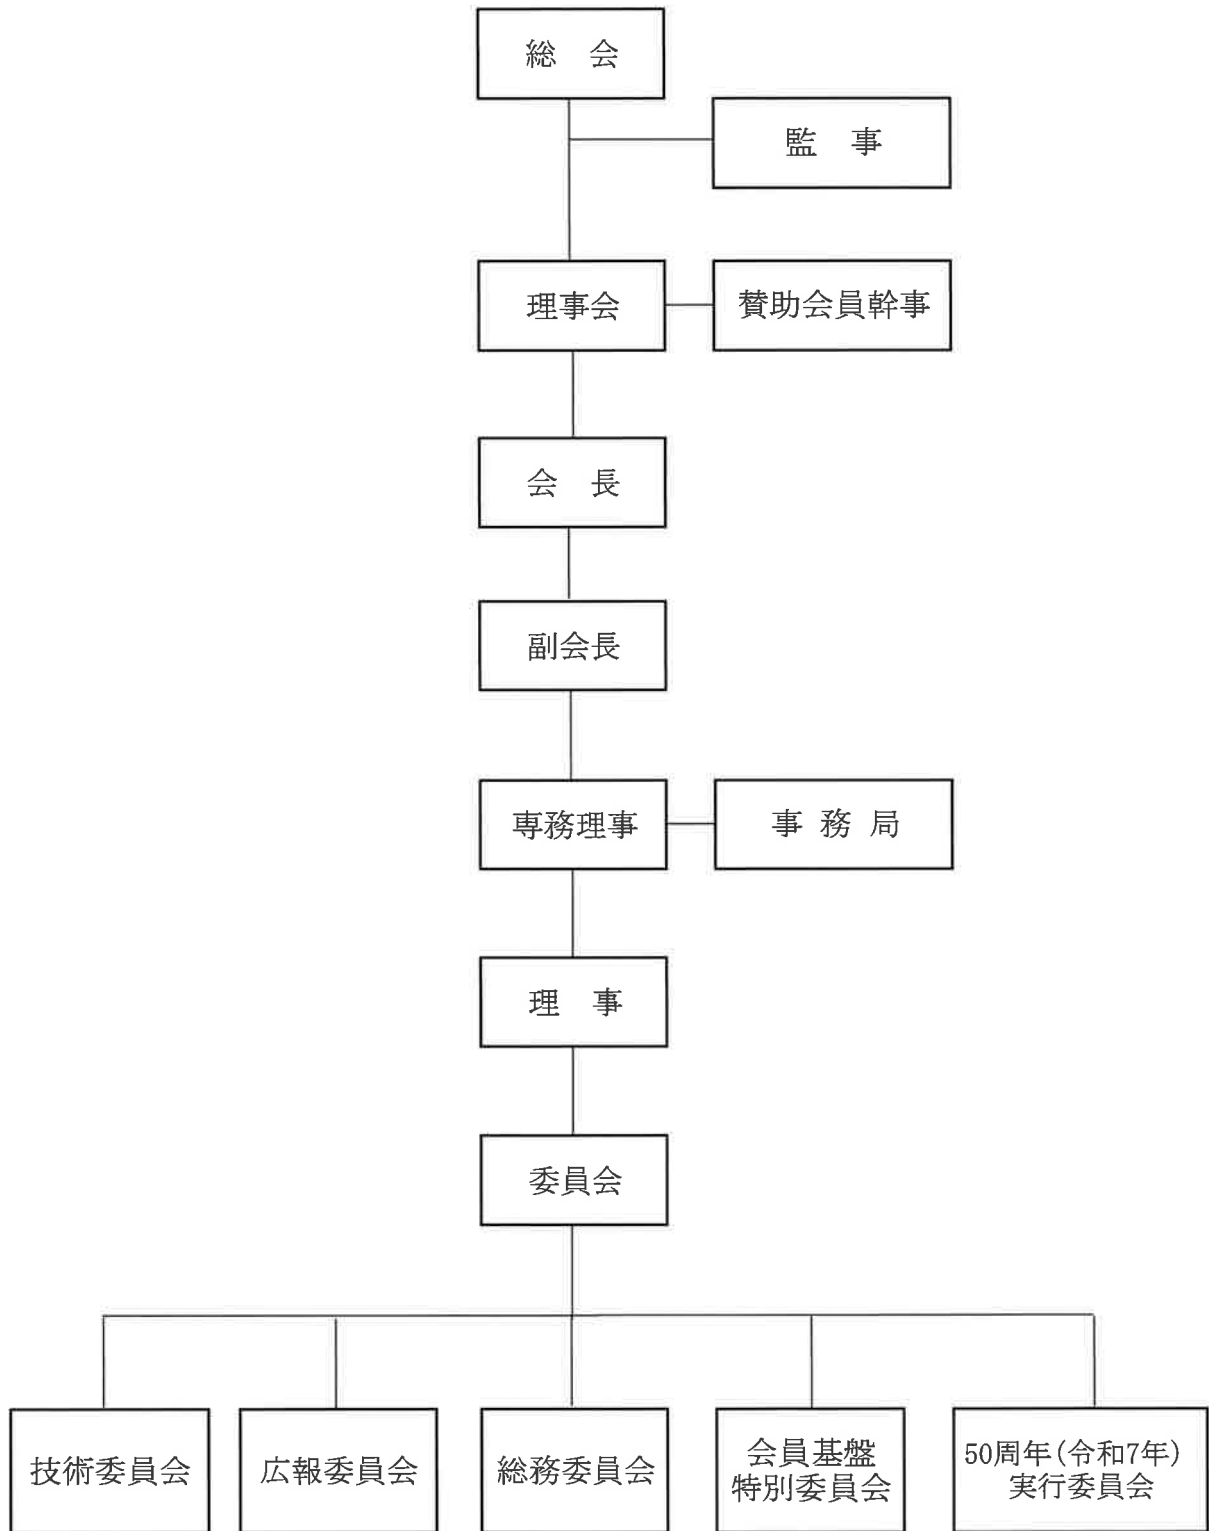 総　会
監　事
理事会
賛助会員幹事
会　長
副会長
専務理事
事 務 局
理　事
委員会
技術委員会
広報委員会
総務委員会
会員基盤
特別委員会
50周年(令和7年)
実行委員会